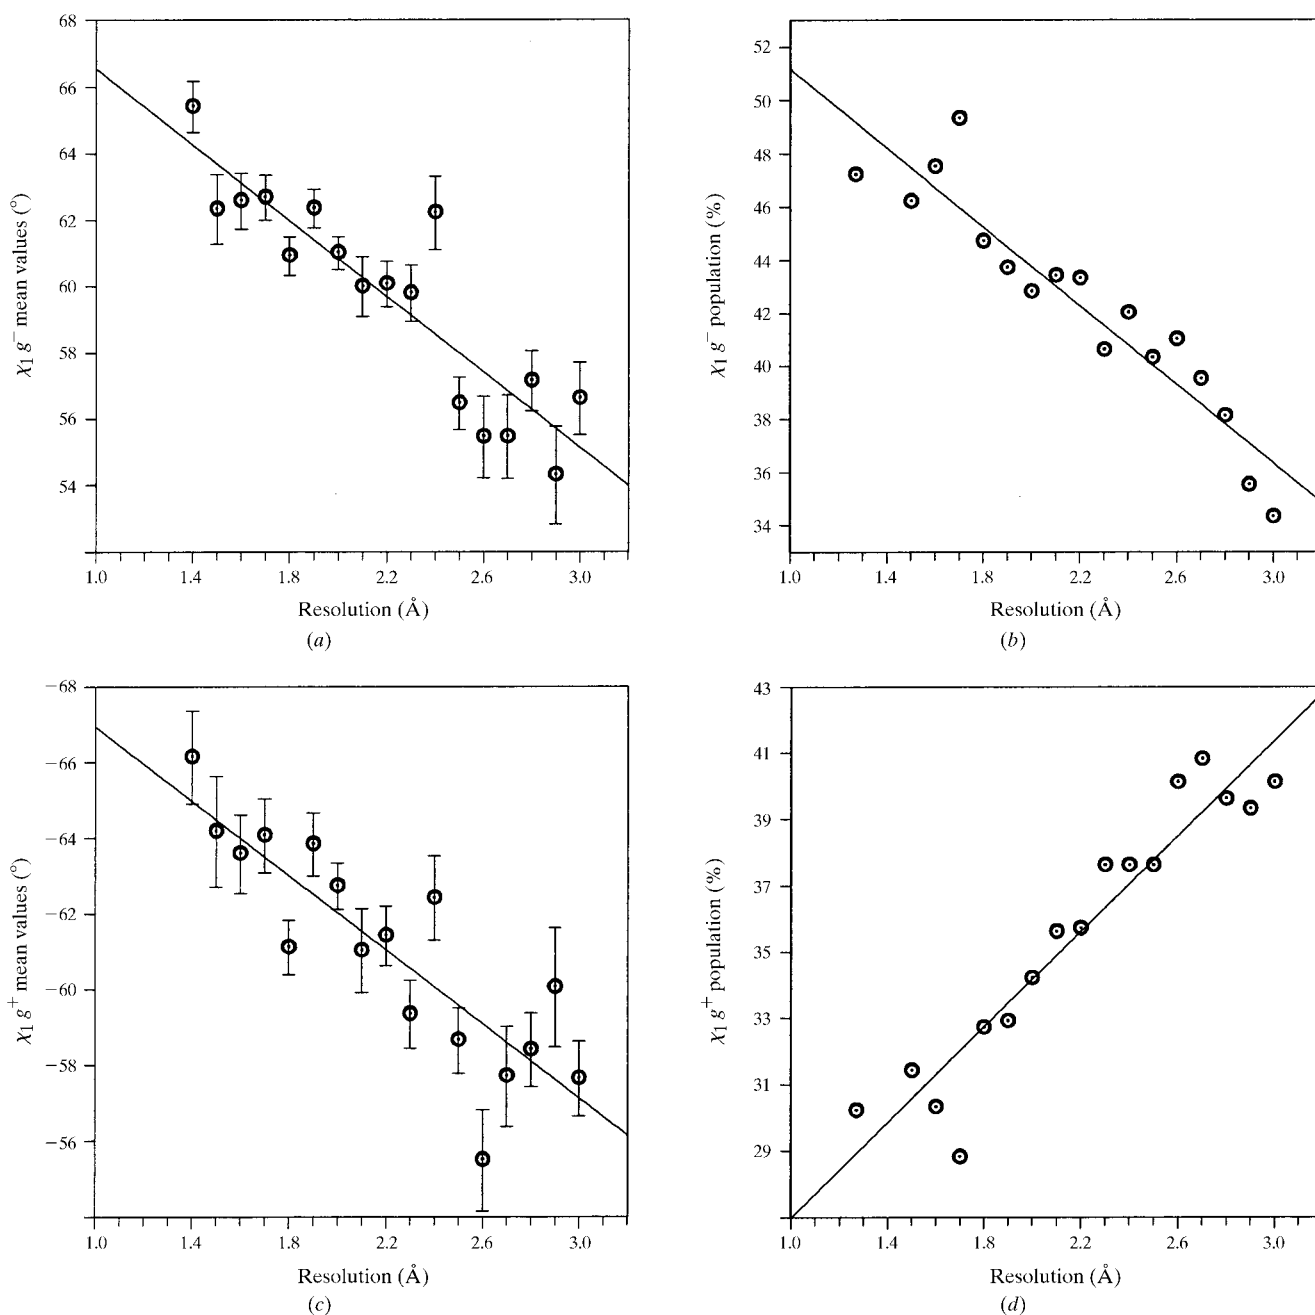 68
66
64
62
60
58
56
54
χ1 g− mean values (°)
1.0 1.4 1.8 2.2 2.6 3.0
Resolution (Å)
(a)
52
50
48
46
44
42
40
38
36
34
χ1 g− population (%)
1.0 1.4 1.8 2.2 2.6 3.0
Resolution (Å)
(b)
−68
−66
−64
−62
−60
−58
−56
χ1 g+ mean values (°)
1.0 1.4 1.8 2.2 2.6 3.0
Resolution (Å)
(c)
43
41
39
37
35
33
31
29
χ1 g+ population (%)
1.0 1.4 1.8 2.2 2.6 3.0
Resolution (Å)
(d)